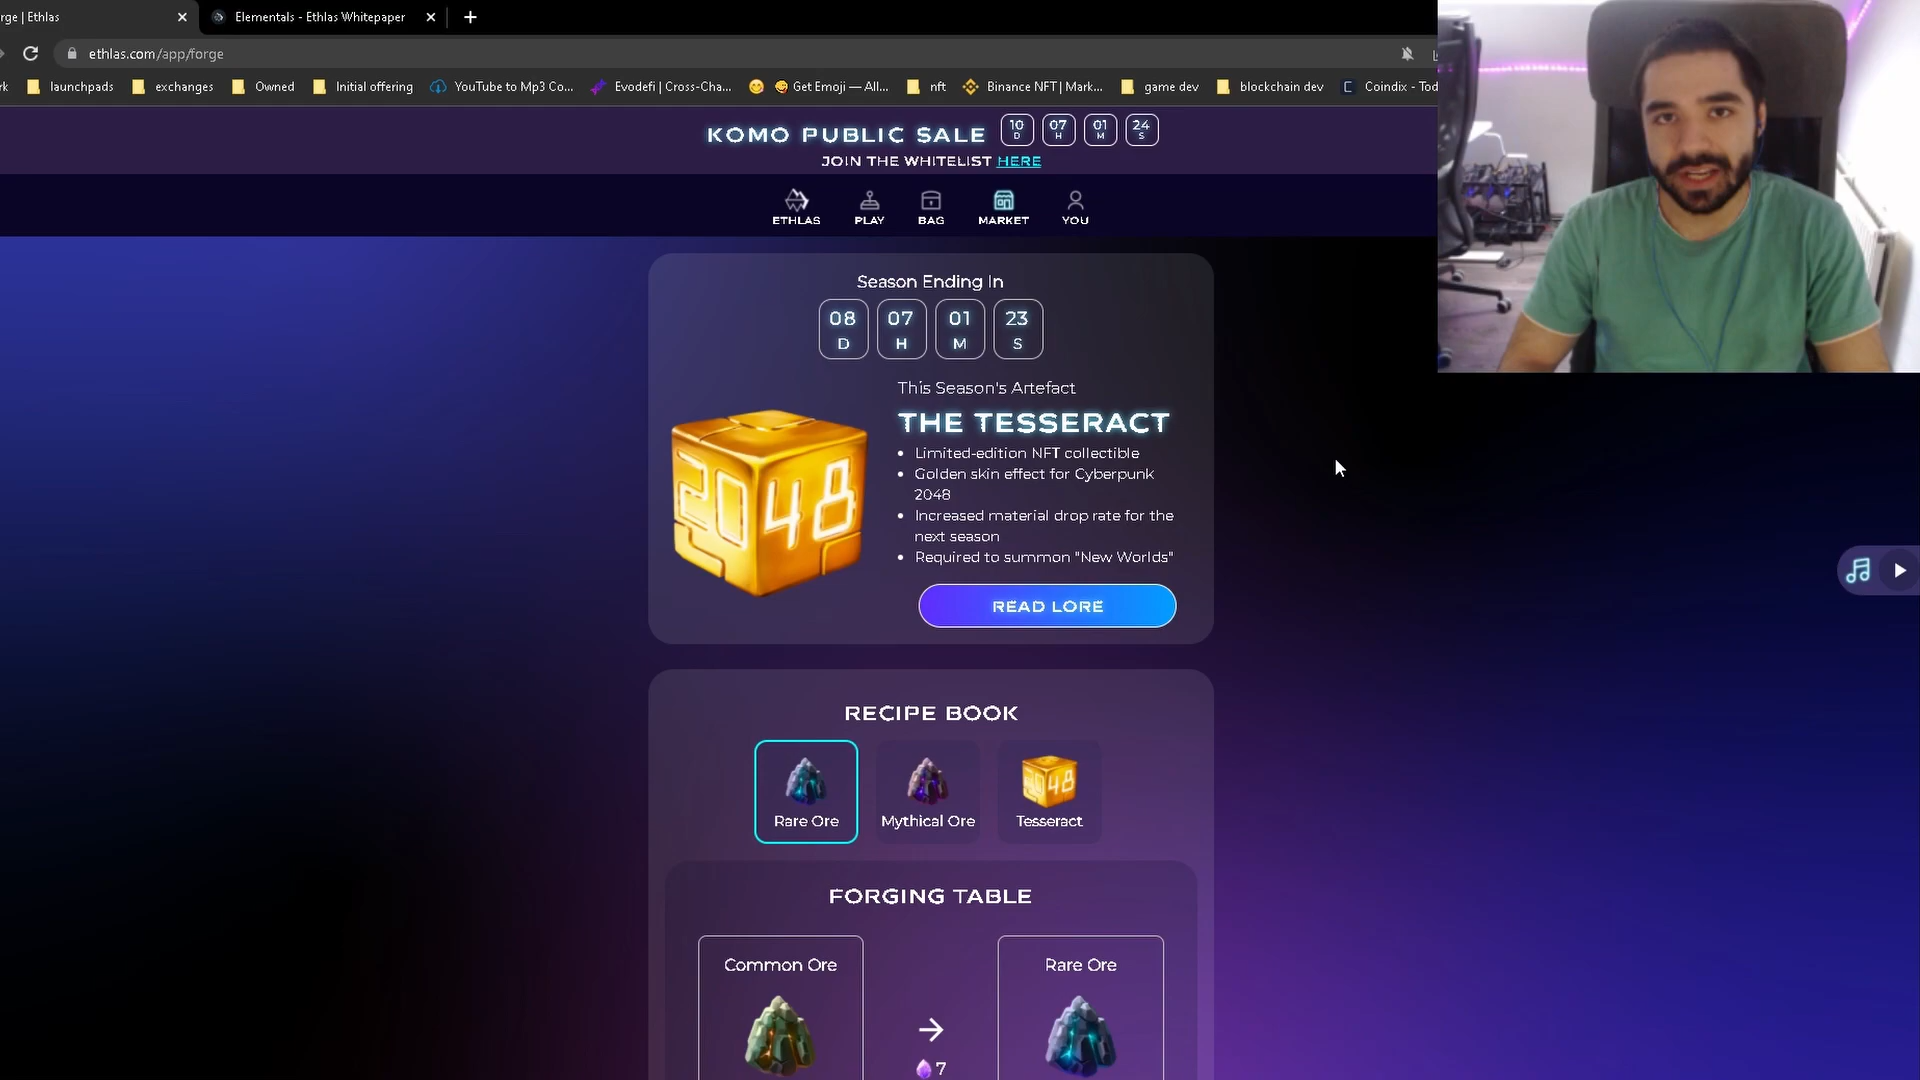 rge | Ethlas
Elementals - Ethlas Whitepaper
ethlas.com/app/forge
rk
launchpads
exchanges
Owned
Initial offering
YouTube to Mp3 Co...
Evodefi | Cross-Cha...
Get Emoji — All...
nft
Binance NFT | Mark...
game dev
blockchain dev
Coindix - Tod
KOMO PUBLIC SALE
10 D 07 H 01 M 24 S
JOIN THE WHITELIST HERE
ETHLAS
PLAY
BAG
MARKET
YOU
Season Ending In
08 07 01 23
D H M S
This Season's Artefact
THE TESSERACT
• Limited-edition NFT collectible
• Golden skin effect for Cyberpunk
2048
• Increased material drop rate for the
next season
• Required to summon "New Worlds"
2048
READ LORE
RECIPE BOOK
2048
Rare Ore
Mythical Ore
Tesseract
FORGING TABLE
Common Ore
Rare Ore
7